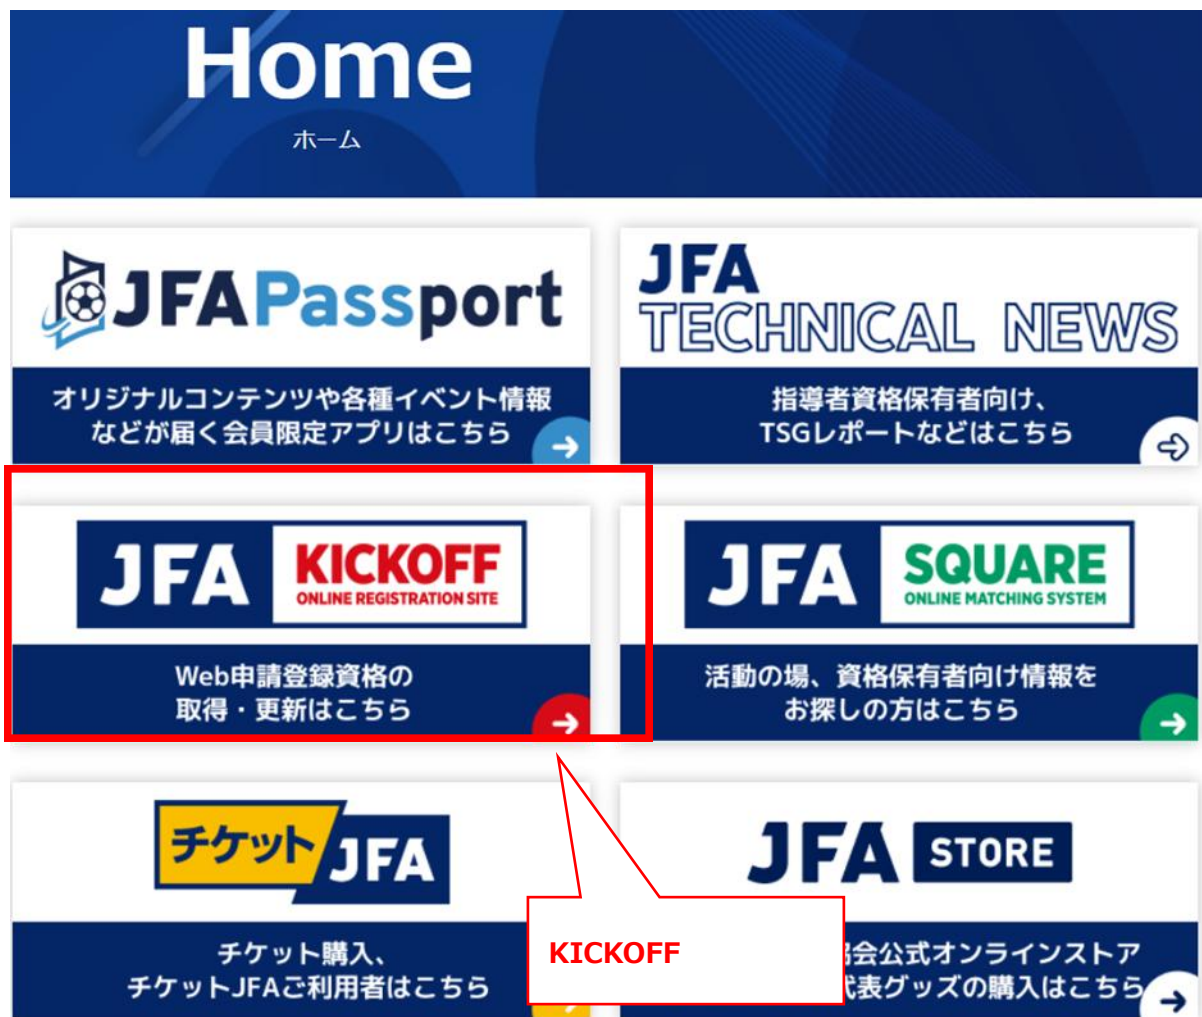 Home
ホーム
JFAPassport
オリジナルコンテンツや各種イベント情報
などが届く会員限定アプリはこちら
JFA
TECHNICAL NEWS
指導者資格保有者向け、
TSGレポートなどはこちら
JFA KICKOFF
ONLINE REGISTRATION SITE
Web申請登録資格の
取得・更新はこちら
JFA SQUARE
ONLINE MATCHING SYSTEM
活動の場、資格保有者向け情報を
お探しの方はこちら
チケットJFA
チケット購入、
チケットJFAご利用者はこちら
JFA STORE
会公式オンラインストア
代表グッズの購入はこちら
KICKOFF